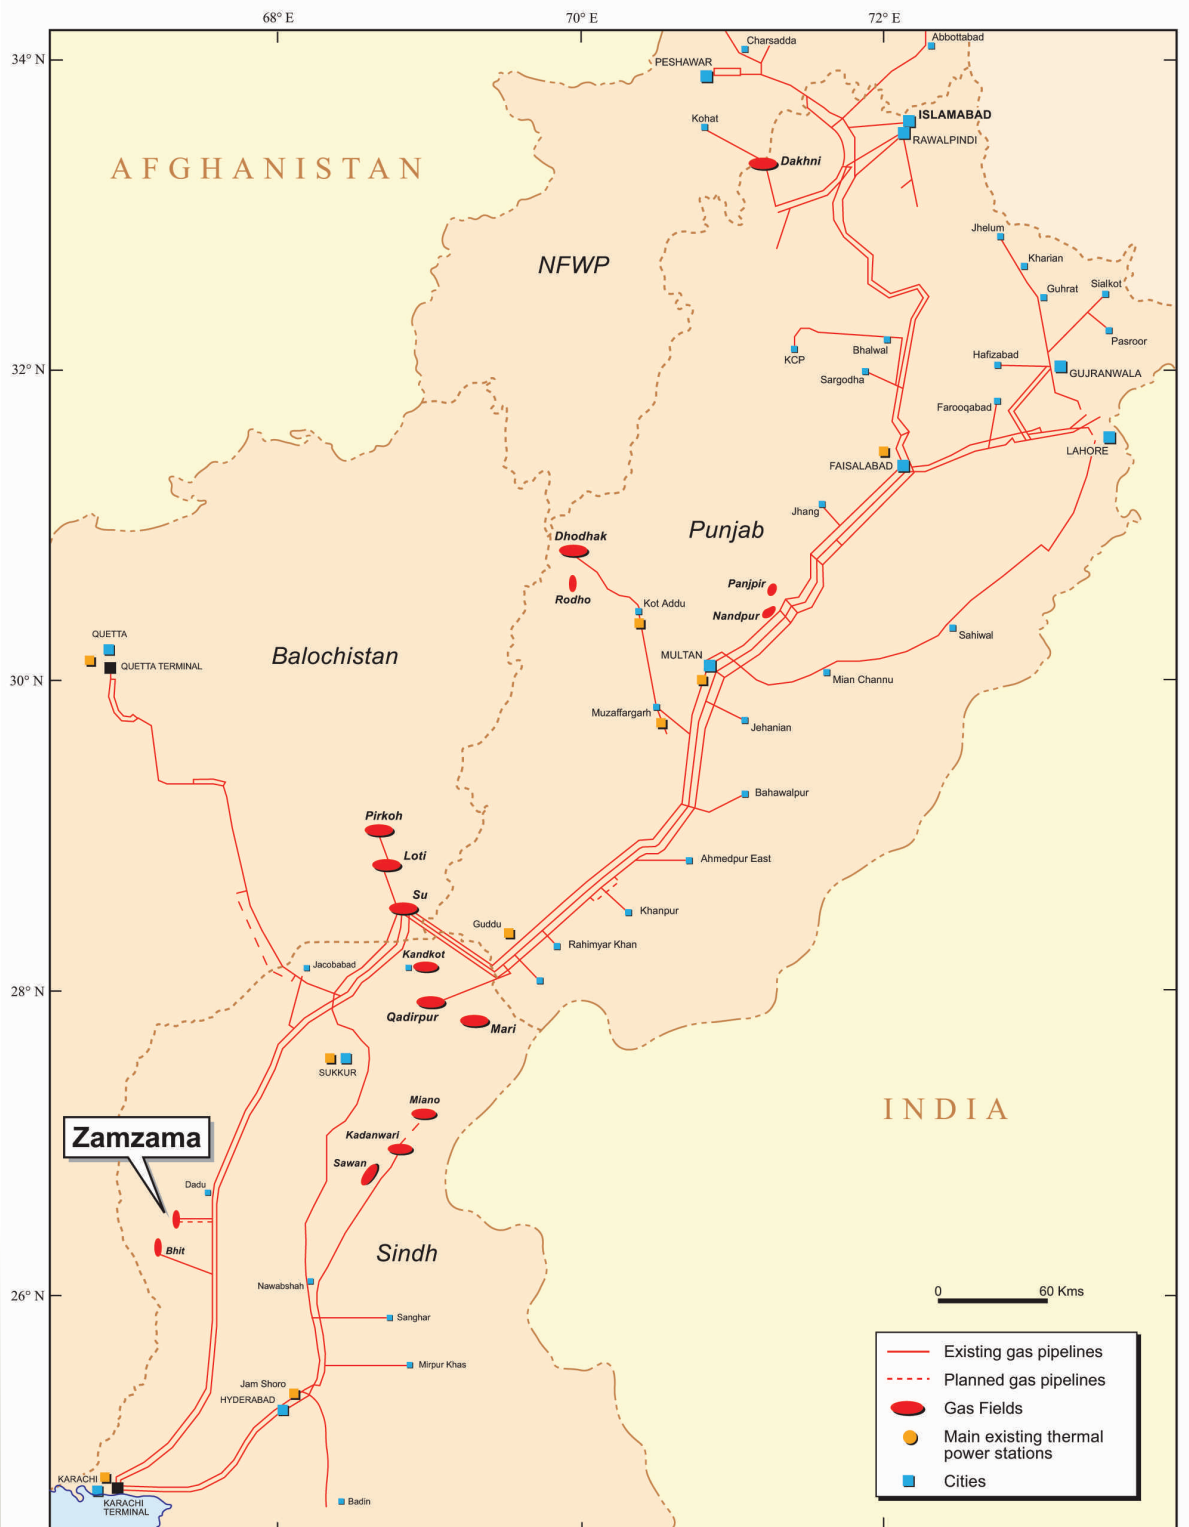 68° E
70° E
72° E
34° N
32° N
30° N
28° N
26° N
Charsadda
Abbottabad
PESHAWAR
ISLAMABAD
RAWALPINDI
Kohat
Dakhni
AFGHANISTAN
NFWP
Jhelum
Kharian
Guhrat
Sialkot
Pasroor
KCP
Bhalwal
Sargodha
Hafizabad
GUJRANWALA
Farooqabad
LAHORE
FAISALABAD
Jhang
Punjab
Dhodhak
Rodho
Panjpir
Nandpur
Kot Addu
Sahiwal
QUETTA
QUETTA TERMINAL
Balochistan
MULTAN
Mian Channu
Muzaffargarh
Jehanian
Bahawalpur
Pirkoh
Loti
Ahmedpur East
Su
Khanpur
Guddu
Rahimyar Khan
Kandkot
Jacobabad
Qadirpur
Mari
SUKKUR
Miano
INDIA
Zamzama
Kadanwari
Sawan
Dadu
Bhit
Sindh
Nawabshah
Sanghar
Mirpur Khas
Jam Shoro
HYDERABAD
KARACHI
KARACHI
TERMINAL
Badin
0 60 Kms
Existing gas pipelines
Planned gas pipelines
Gas Fields
Main existing thermal
power stations
Cities